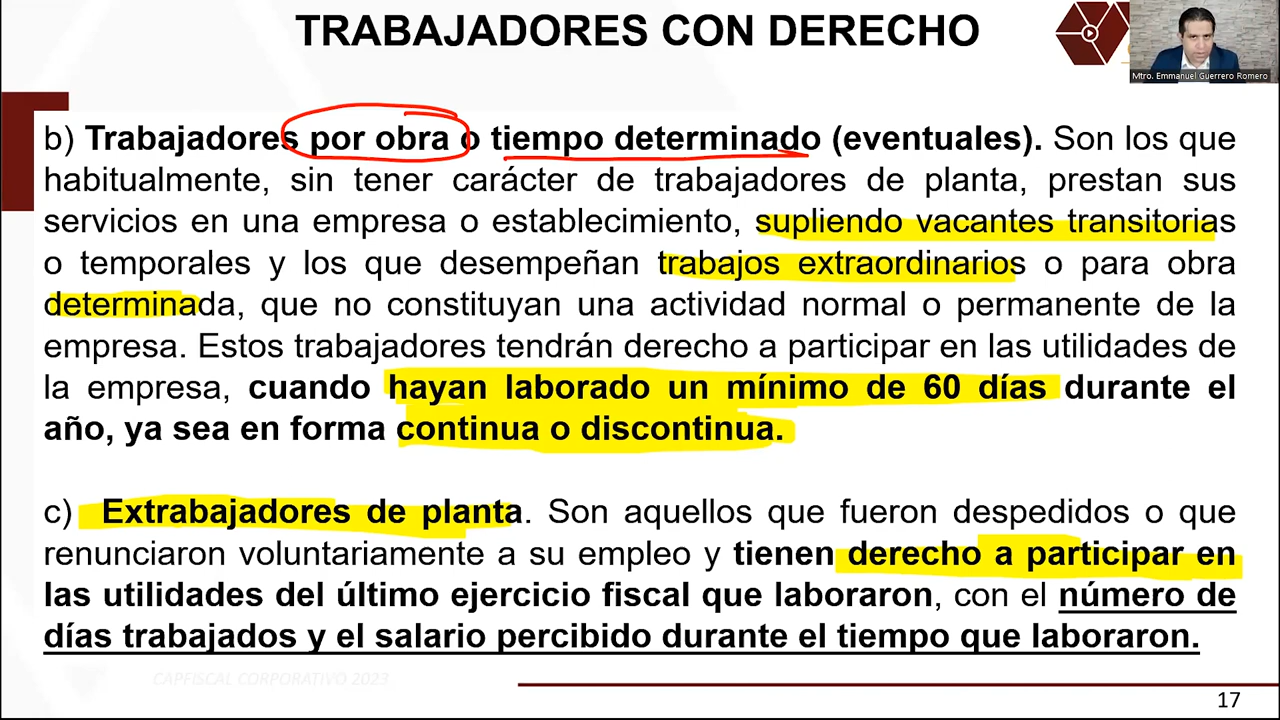 TRABAJADORES CON DERECHO
Mtro. Emmanuel Guerrero Romero
b) Trabajadores por obra o tiempo determinado (eventuales). Son los que
habitualmente, sin tener carácter de trabajadores de planta, prestan sus
servicios en una empresa o establecimiento, supliendo vacantes transitorias
o temporales y los que desempeñan trabajos extraordinarios o para obra
determinada, que no constituyan una actividad normal o permanente de la
empresa. Estos trabajadores tendrán derecho a participar en las utilidades de
la empresa, cuando hayan laborado un mínimo de 60 días durante el
año, ya sea en forma continua o discontinua.
c) Extrabajadores de planta. Son aquellos que fueron despedidos o que
renunciaron voluntariamente a su empleo y tienen derecho a participar en
las utilidades del último ejercicio fiscal que laboraron, con el número de
días trabajados y el salario percibido durante el tiempo que laboraron.
CAPFISCAL CORPORATIVO 2023
17